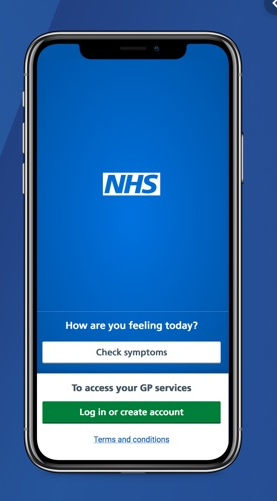 NHS
How are you feeling today?
Check symptoms
To access your GP services
Log in or create account
Terms and conditions